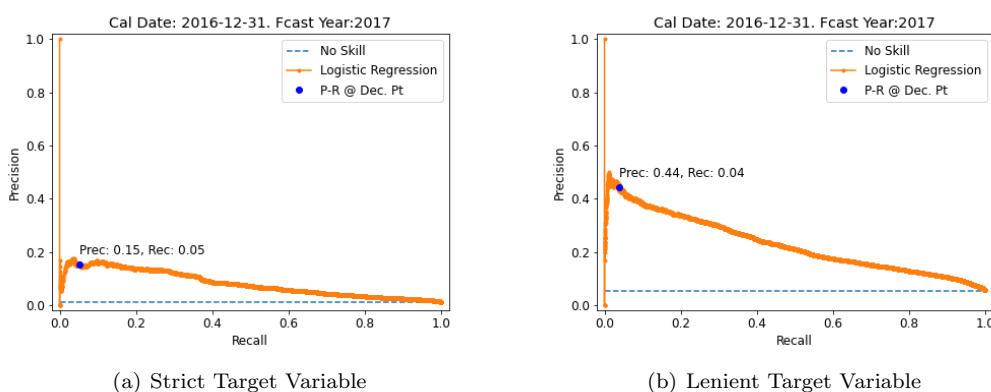 Cal Date: 2016-12-31. Fcast Year:2017
1.0
0.8
0.6
0.4
0.2
0.0
Precision
No Skill
Logistic Regression
P-R @ Dec. Pt
Prec: 0.15, Rec: 0.05
0.0 0.2 0.4 0.6 0.8 1.0
Recall
(a) Strict Target Variable
Cal Date: 2016-12-31. Fcast Year:2017
1.0
0.8
0.6
0.4
0.2
0.0
Precision
No Skill
Logistic Regression
P-R @ Dec. Pt
Prec: 0.44, Rec: 0.04
0.0 0.2 0.4 0.6 0.8 1.0
Recall
(b) Lenient Target Variable